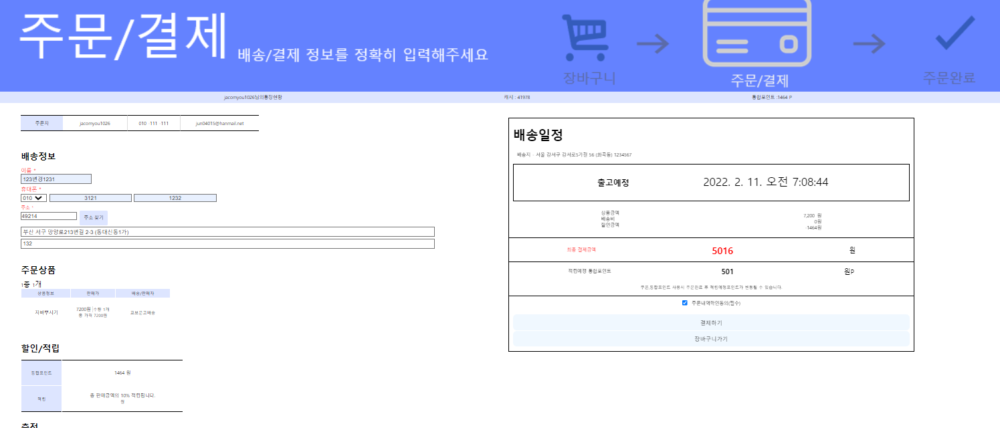 주문/결제 배송/결제 정보를 정확히 입력해주세요
장바구니
주문/결제
주문완료
jacomyou1026님의통장현황 캐시 : 41978 통합포인트 :1464 P
주문자 jacomyou1026 010 -111 -111 jun04015@hanmail.net
배송정보
이름 *
123변경1231
휴대폰 *
010 3121 1232
주소 *
49214 주소 찾기
부산 서구 망양로213번길 2-3 (동대신동1가)
132
주문상품
1종 1개
상품정보 판매가 배송/판매자
지바뿌시기 7200원 수량 1개 교보문고배송
총 가격 7200원
할인/적립
통합포인트 1464 원
적립 총 판매금액의 10% 적립됩니다.
원
배송일정
배송지 : 서울 강서구 강서로5가길 56 (화곡동) 1234567
출고예정 2022. 2. 11. 오전 7:08:44
상품금액 7,200 원
배송비 0원
할인금액 -1464원
최종 결제금액 5016 원
적립예정 통합포인트 501 원P
쿠폰,통합포인트 사용시 주문완료 후 적립예정포인트가 변동될 수 있습니다.
주문내역확인동의(필수)
결제하기
장바구니가기